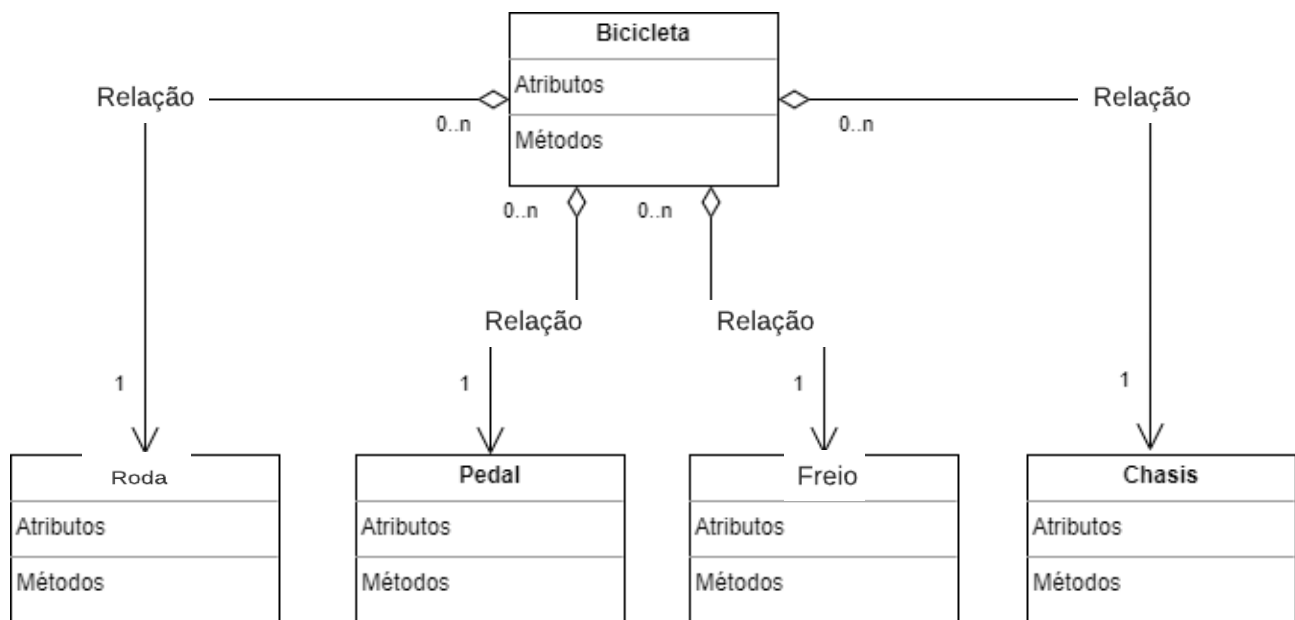 Bicicleta
Atributos
Métodos
Relação
0..n
0..n
Relação
0..n
0..n
Relação
Relação
1
1
1
1
Roda
Atributos
Métodos
Pedal
Atributos
Métodos
Freio
Atributos
Métodos
Chasis
Atributos
Métodos